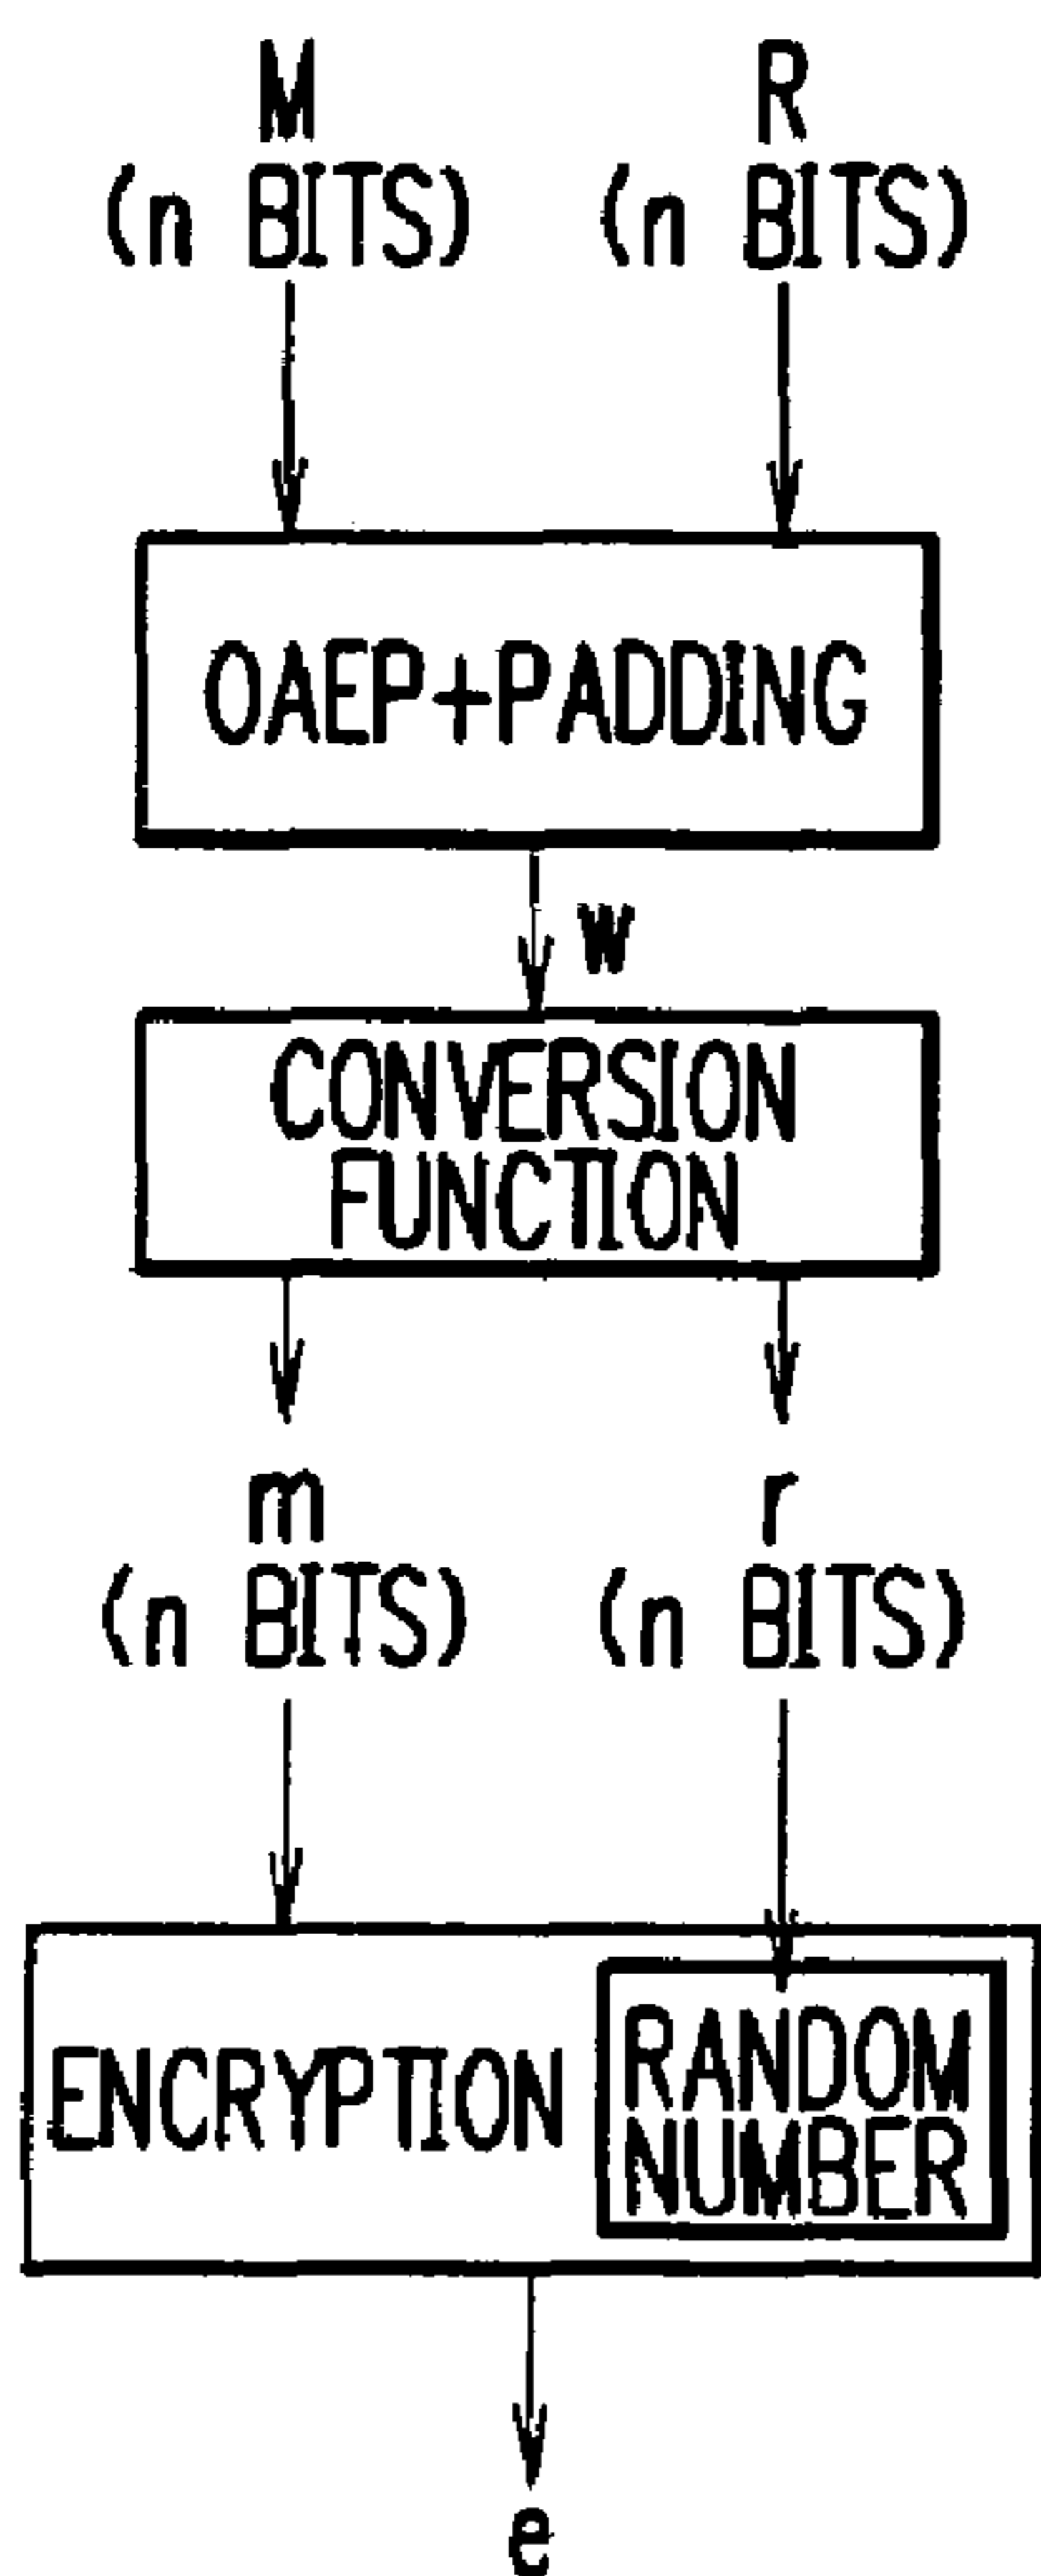 M R
(n BITS) (n BITS)
OAEP+PADDING
w
CONVERSION
FUNCTION
m r
(n BITS) (n BITS)
ENCRYPTION
RANDOM
NUMBER
e